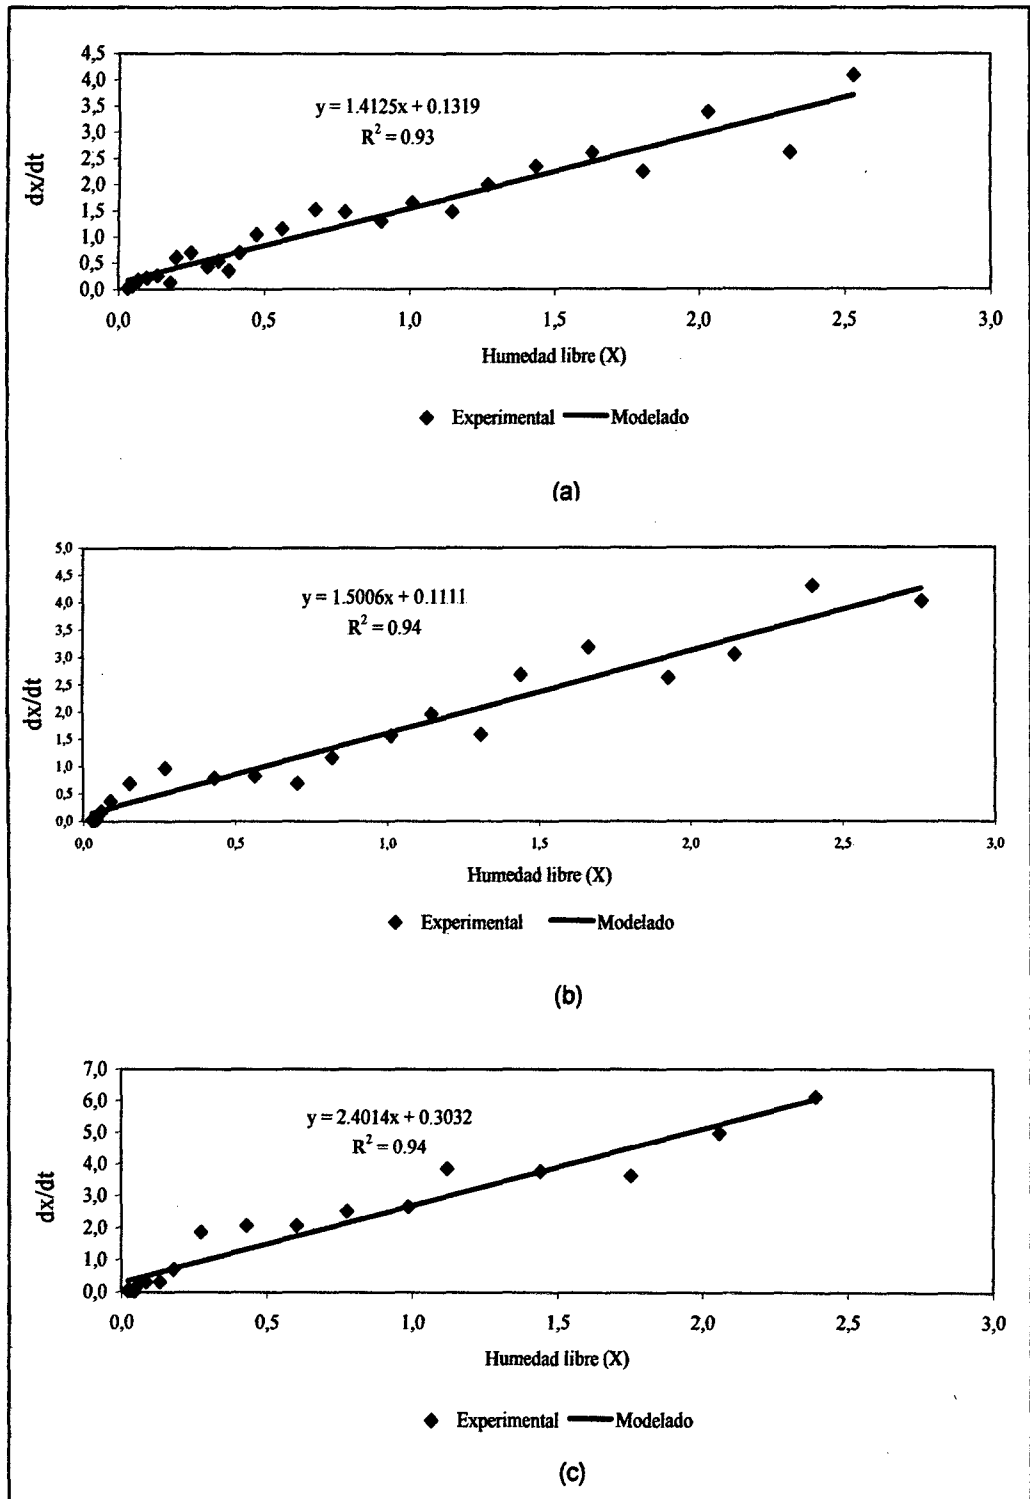 4,5
4,0
3,5
3,0
2,5
2,0
1,5
1,0
0,5
0,0
dx/dt
y = 1.4125x + 0.1319
R² = 0.93
0,0 0,5 1,0 1,5 2,0 2,5 3,0
Humedad libre (X)
Experimental Modelado
(a)
5,0
4,5
4,0
3,5
3,0
2,5
2,0
1,5
1,0
0,5
0,0
dx/dt
y = 1.5006x + 0.1111
R² = 0.94
0,0 0,5 1,0 1,5 2,0 2,5 3,0
Humedad libre (X)
Experimental Modelado
(b)
7,0
6,0
5,0
4,0
3,0
2,0
1,0
0,0
dx/dt
y = 2.4014x + 0.3032
R² = 0.94
0,0 0,5 1,0 1,5 2,0 2,5 3,0
Humedad libre (X)
Experimental Modelado
(c)